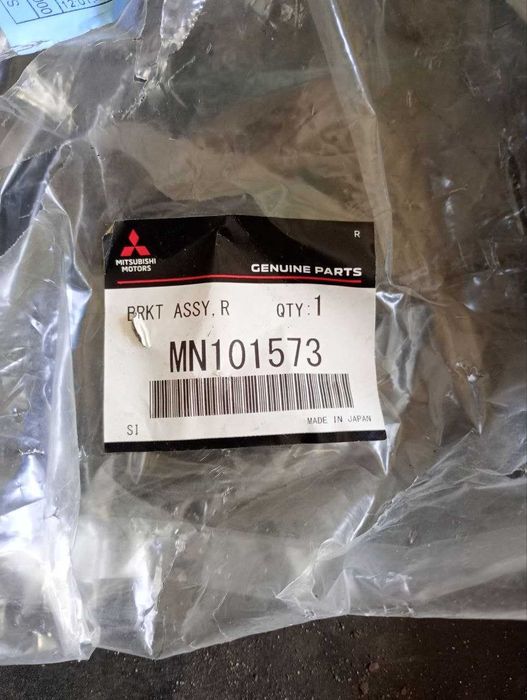 R
MITSUBISHI
MOTORS
GENUINE PARTS
BRKT ASSY,R QTY:1
MN101573
SI MADE IN JAPAN